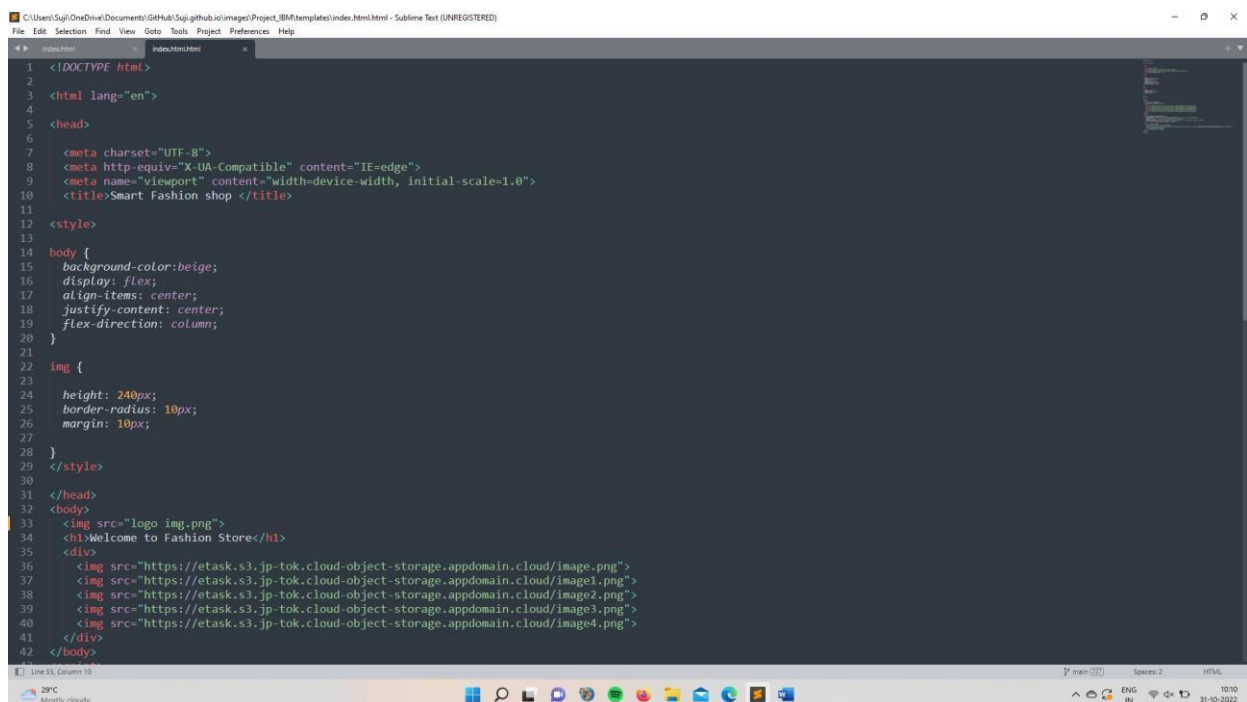 C:\Users\Suji\OneDrive\Documents\GitHub\Suji.github.io\images\Project_IBM\templates\index.html.html - Sublime Text (UNREGISTERED)
File Edit Selection Find View Goto Tools Project Preferences Help
index.html index.html.html
1 <!DOCTYPE html>
2
3 <html lang="en">
4
5 <head>
6
7 <meta charset="UTF-8">
8 <meta http-equiv="X-UA-Compatible" content="IE=edge">
9 <meta name="viewport" content="width=device-width, initial-scale=1.0">
10 <title>Smart Fashion shop </title>
11
12 <style>
13
14 body {
15 background-color:beige;
16 display: flex;
17 align-items: center;
18 justify-content: center;
19 flex-direction: column;
20 }
21
22 img {
23
24 height: 240px;
25 border-radius: 10px;
26 margin: 10px;
27
28 }
29 </style>
30
31 </head>
32 <body>
33 <img src="logo img.png">
34 <h1>Welcome to Fashion Store</h1>
35 <div>
36 <img src="https://etask.s3.jp-tok.cloud-object-storage.appdomain.cloud/image.png">
37 <img src="https://etask.s3.jp-tok.cloud-object-storage.appdomain.cloud/image1.png">
38 <img src="https://etask.s3.jp-tok.cloud-object-storage.appdomain.cloud/image2.png">
39 <img src="https://etask.s3.jp-tok.cloud-object-storage.appdomain.cloud/image3.png">
40 <img src="https://etask.s3.jp-tok.cloud-object-storage.appdomain.cloud/image4.png">
41 </div>
42 </body>
Line 55, Column 10 main Spaces: 2 HTML
29°C
Mostly cloudy
ENG
IN
10:10
31-10-2022